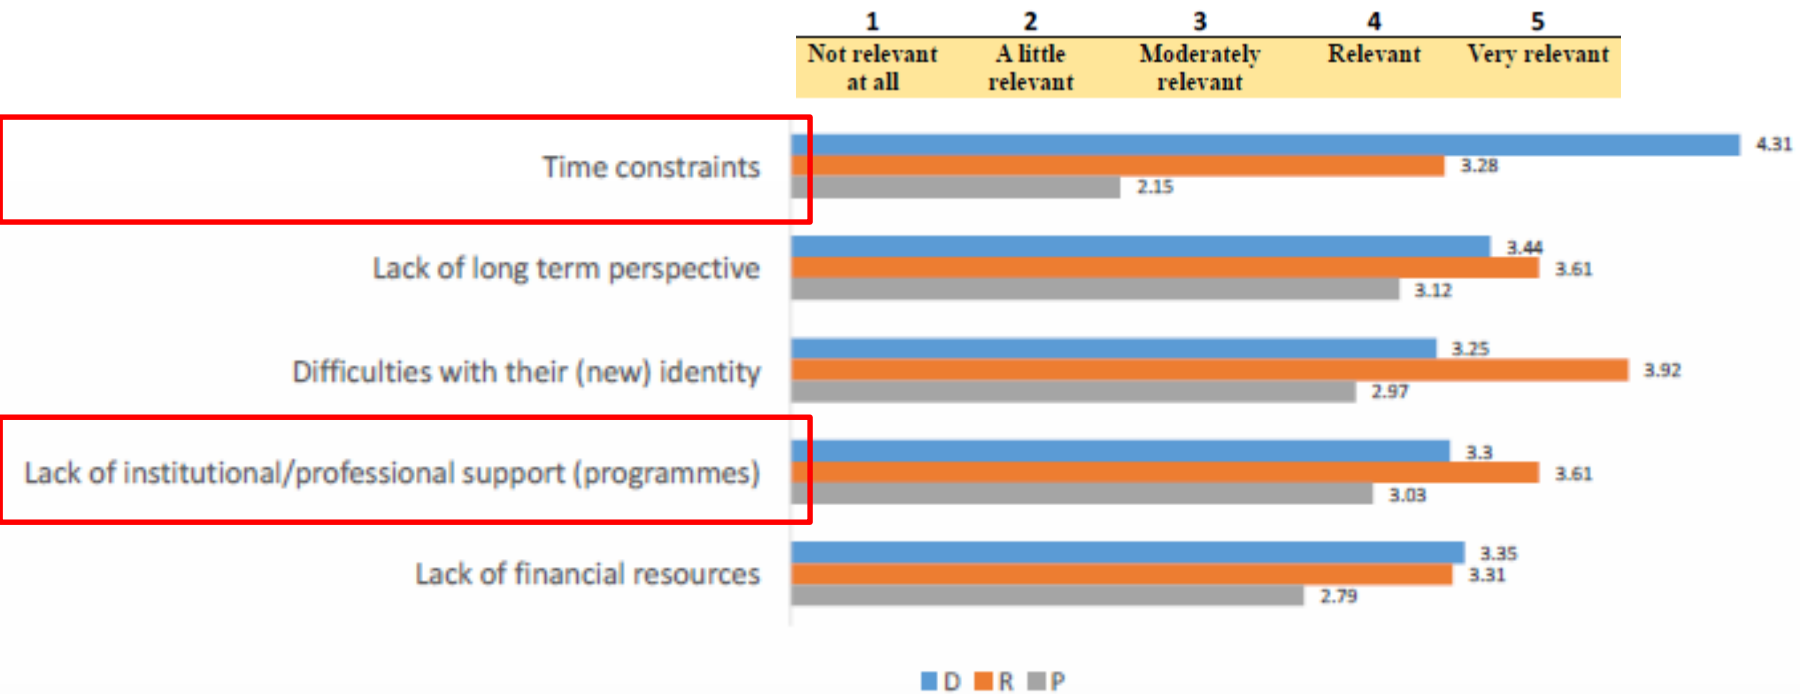 1 2 3 4 5
Not relevant at all A little relevant Moderately relevant Relevant Very relevant
Time constraints
4.31
3.28
2.15
Lack of long term perspective
3.44
3.61
3.12
Difficulties with their (new) identity
3.25
3.92
2.97
Lack of institutional/professional support (programmes)
3.3
3.61
3.03
Lack of financial resources
3.35
3.31
2.79
D R P